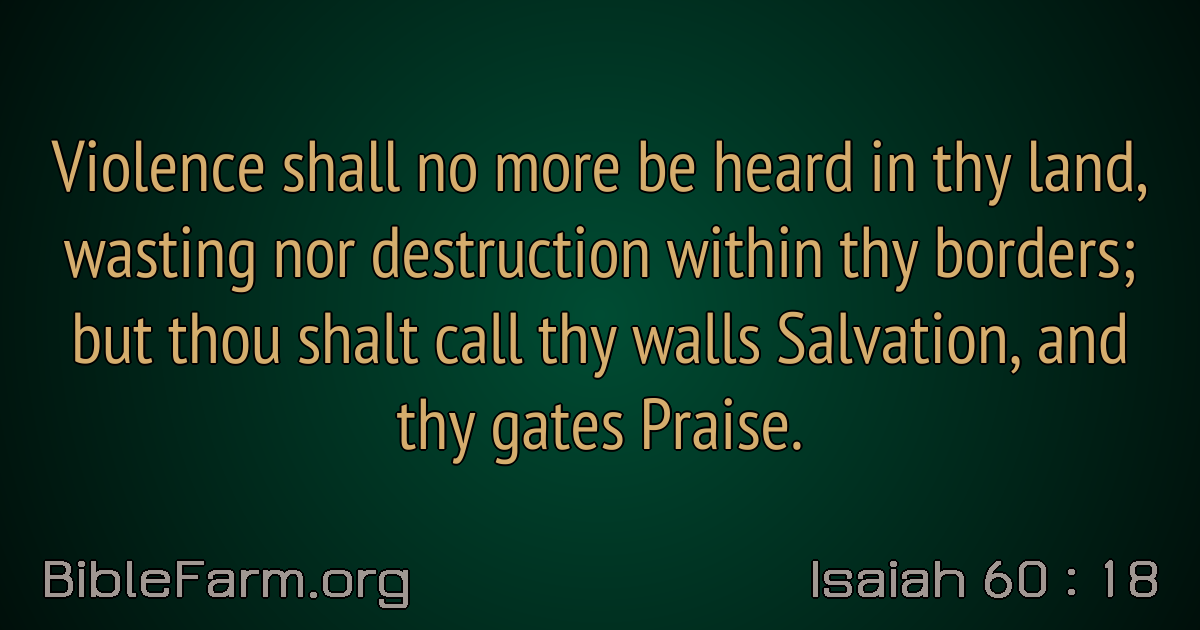 Violence shall no more be heard in thy land,
wasting nor destruction within thy borders;
but thou shalt call thy walls Salvation, and
thy gates Praise.
BibleFarm.org
Isaiah 60 : 18